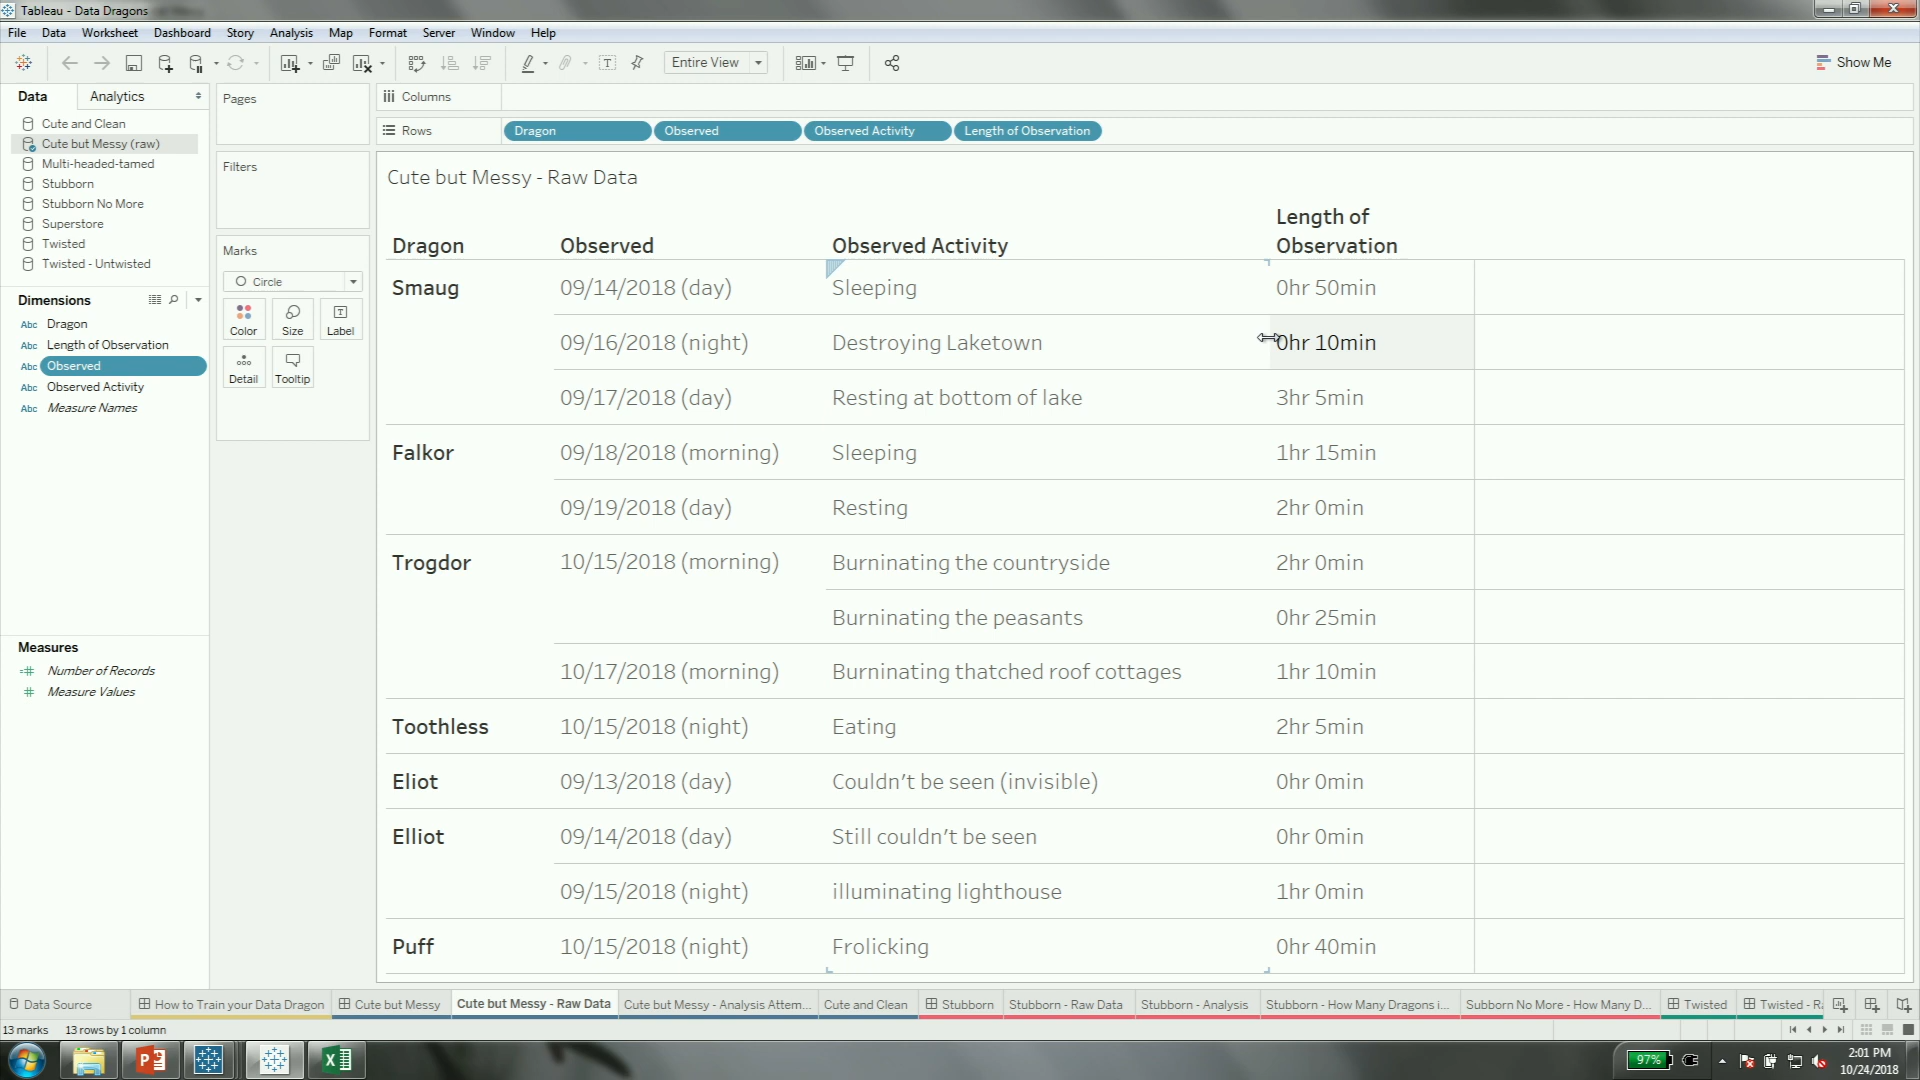 Tableau - Data Dragons
File Data Worksheet Dashboard Story Analysis Map Format Server Window Help
Entire View
Show Me
Data Analytics
Cute and Clean
Cute but Messy (raw)
Multi-headed-tamed
Stubborn
Stubborn No More
Superstore
Twisted
Twisted - Untwisted
Dimensions
Abc Dragon
Abc Length of Observation
Abc Observed
Abc Observed Activity
Abc Measure Names
Measures
Number of Records
Measure Values
Pages
Filters
Marks
Circle
Color Size Label
Detail Tooltip
Columns
Rows Dragon Observed Observed Activity Length of Observation
Cute but Messy - Raw Data
Dragon Observed Observed Activity Length of
Observation
Smaug 09/14/2018 (day) Sleeping 0hr 50min
09/16/2018 (night) Destroying Laketown 0hr 10min
09/17/2018 (day) Resting at bottom of lake 3hr 5min
Falkor 09/18/2018 (morning) Sleeping 1hr 15min
09/19/2018 (day) Resting 2hr 0min
Trogdor 10/15/2018 (morning) Burninating the countryside 2hr 0min
Burninating the peasants 0hr 25min
10/17/2018 (morning) Burninating thatched roof cottages 1hr 10min
Toothless 10/15/2018 (night) Eating 2hr 5min
Eliot 09/13/2018 (day) Couldn't be seen (invisible) 0hr 0min
Elliot 09/14/2018 (day) Still couldn't be seen 0hr 0min
09/15/2018 (night) illuminating lighthouse 1hr 0min
Puff 10/15/2018 (night) Frolicking 0hr 40min
Data Source How to Train your Data Dragon Cute but Messy Cute but Messy - Raw Data Cute but Messy - Analysis Attem... Cute and Clean Stubborn Stubborn - Raw Data Stubborn - Analysis Stubborn - How Many Dragons i... Subborn No More - How Many D... Twisted Twisted - R
13 marks 13 rows by 1 column
97% 2:01 PM
10/24/2018